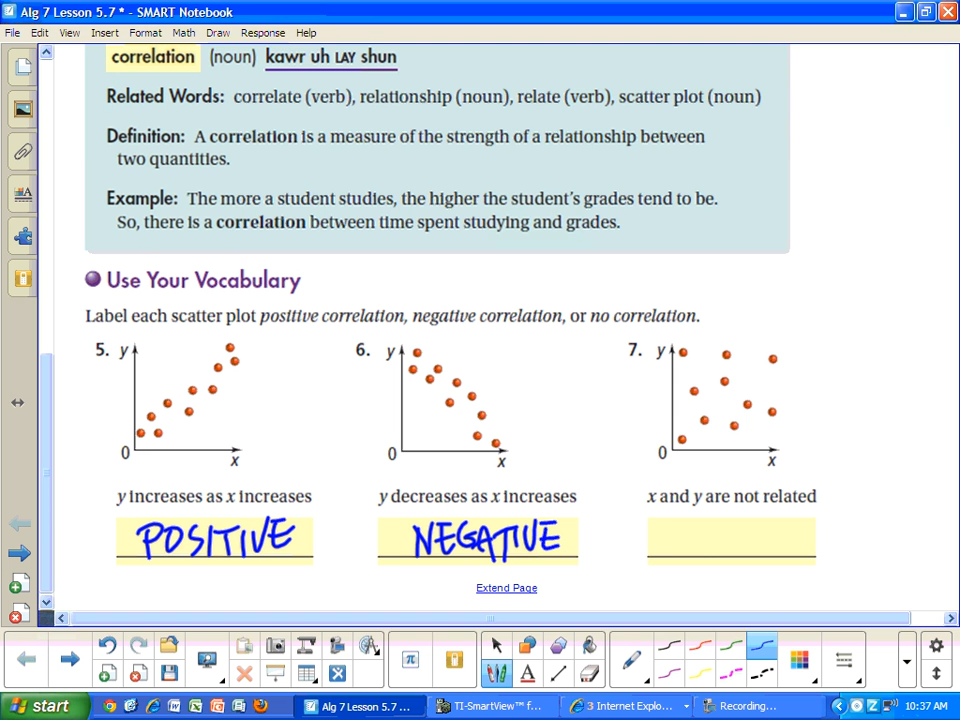 Alg 7 Lesson 5.7 * - SMART Notebook
File Edit View Insert Format Math Draw Response Help
correlation (noun) kawr uh LAY shun
Related Words: correlate (verb), relationship (noun), relate (verb), scatter plot (noun)
Definition: A correlation is a measure of the strength of a relationship between
two quantities.
Example: The more a student studies, the higher the student's grades tend to be.
So, there is a correlation between time spent studying and grades.
Use Your Vocabulary
Label each scatter plot positive correlation, negative correlation, or no correlation.
5. y 6. y 7. y
0 x 0 x 0 x
y increases as x increases y decreases as x increases x and y are not related
POSITIVE NEGATIVE
Extend Page
π
A
start Alg 7 Lesson 5.7 ... TI-SmartView™ f... 3 Internet Explo... Recording... 10:37 AM